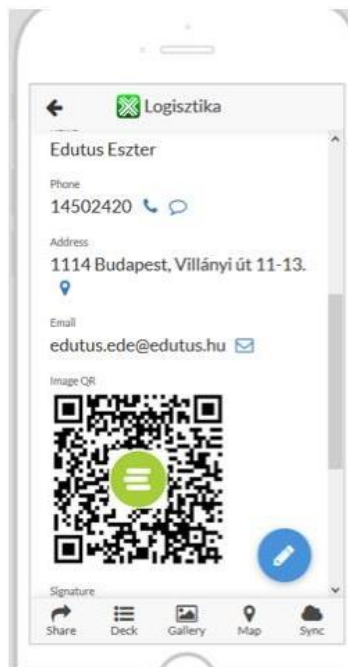 Logisztika
Edutus Eszter
Phone
14502420
Address
1114 Budapest, Villányi út 11-13.
Email
edutus.ede@edutus.hu
Image QR
Signature
Share Deck Gallery Map Sync